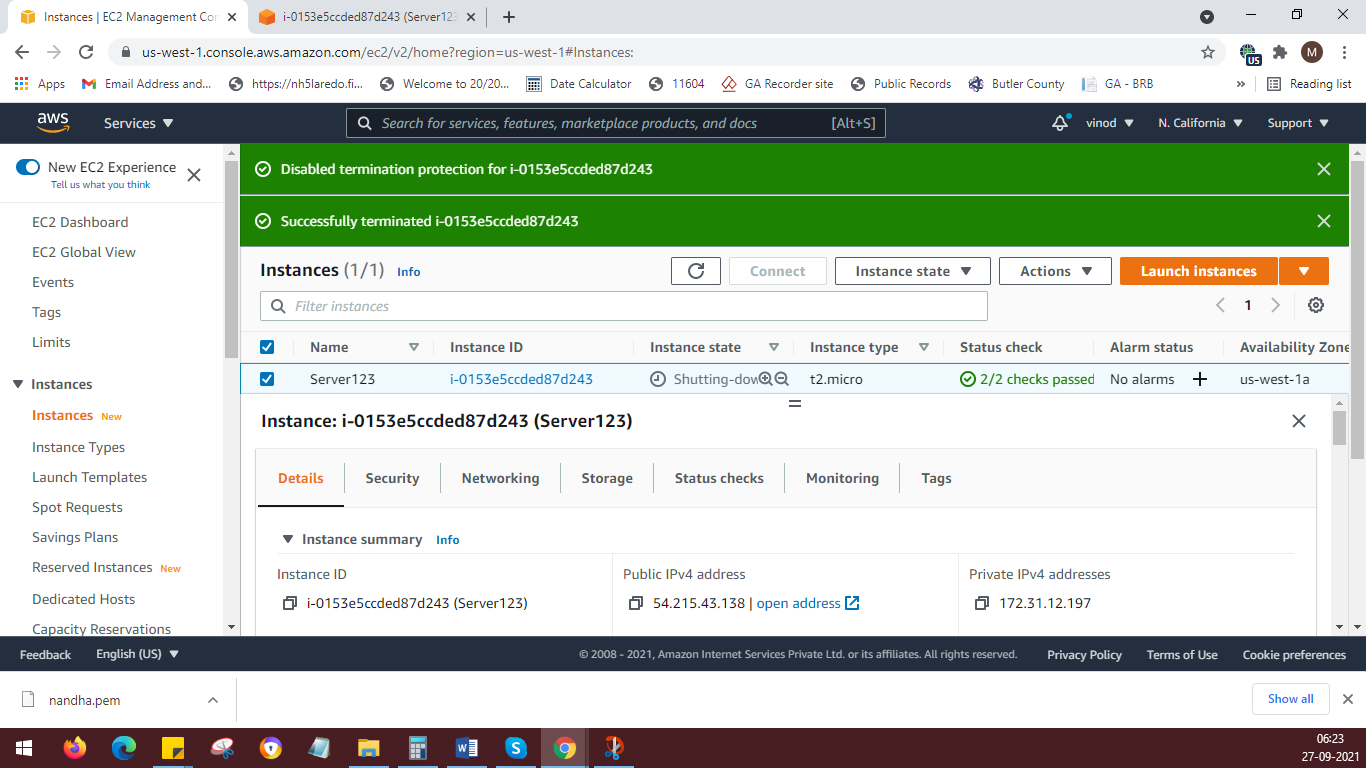 Instances | EC2 Management Con
i-0153e5ccded87d243 (Server123
us-west-1.console.aws.amazon.com/ec2/v2/home?region=us-west-1#Instances:
US
M
Apps
Email Address and...
https://nh5laredo.fi...
Welcome to 20/20...
Date Calculator
11604
GA Recorder site
Public Records
Butler County
GA - BRB
»
Reading list
aws
Services
Search for services, features, marketplace products, and docs
[Alt+S]
vinod
N. California
Support
New EC2 Experience
Tell us what you think
EC2 Dashboard
EC2 Global View
Events
Tags
Limits
Instances
Instances New
Instance Types
Launch Templates
Spot Requests
Savings Plans
Reserved Instances New
Dedicated Hosts
Capacity Reservations
Disabled termination protection for i-0153e5ccded87d243
Successfully terminated i-0153e5ccded87d243
Instances (1/1) Info
Connect
Instance state
Actions
Launch instances
Filter instances
1
Name
Instance ID
Instance state
Instance type
Status check
Alarm status
Availability Zone
Server123
i-0153e5ccded87d243
Shutting-dow
t2.micro
2/2 checks passed
No alarms
us-west-1a
Instance: i-0153e5ccded87d243 (Server123)
Details
Security
Networking
Storage
Status checks
Monitoring
Tags
Instance summary Info
Instance ID
i-0153e5ccded87d243 (Server123)
Public IPv4 address
54.215.43.138 | open address
Private IPv4 addresses
172.31.12.197
Feedback
English (US)
© 2008 - 2021, Amazon Internet Services Private Ltd. or its affiliates. All rights reserved.
Privacy Policy
Terms of Use
Cookie preferences
nandha.pem
Show all
06:23
27-09-2021